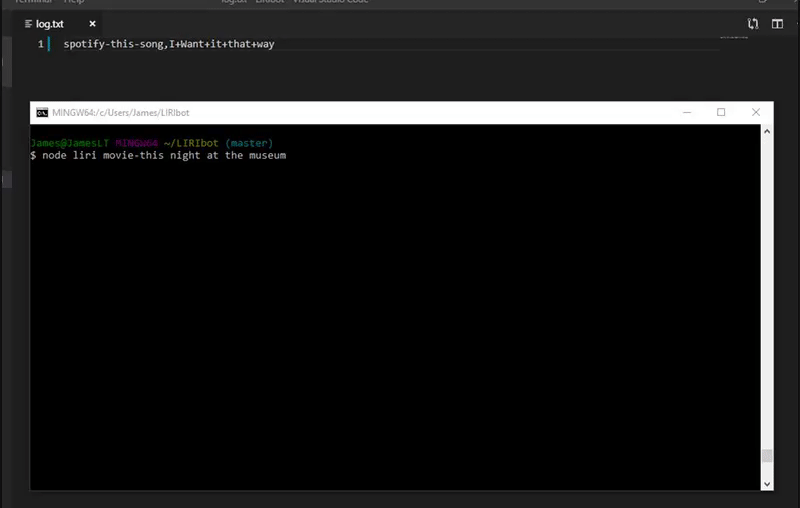 Terminal Help log.txt - LIRIbot - Visual Studio Code
log.txt
1 spotify-this-song,I+Want+it+that+way
MINGW64:/c/Users/James/LIRIbot
James@JamesLT MINGW64 ~/LIRIbot (master)
$ node liri movie-this night at the museum